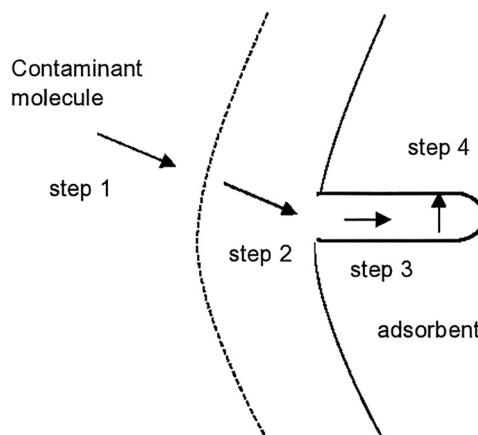 Contaminant
molecule
step 4
step 1
step 2
step 3
adsorbent